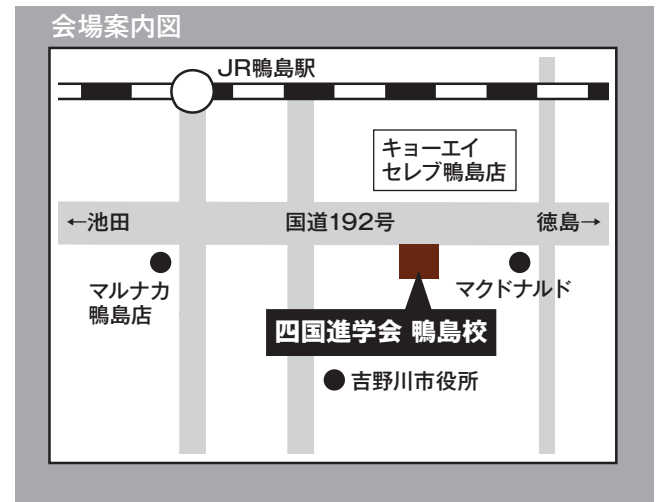 会場案内図
JR鴨島駅
キョーエイ
セレブ鴨島店
←池田
国道192号
徳島→
マルナカ
鴨島店
マクドナルド
四国進学会 鴨島校
吉野川市役所